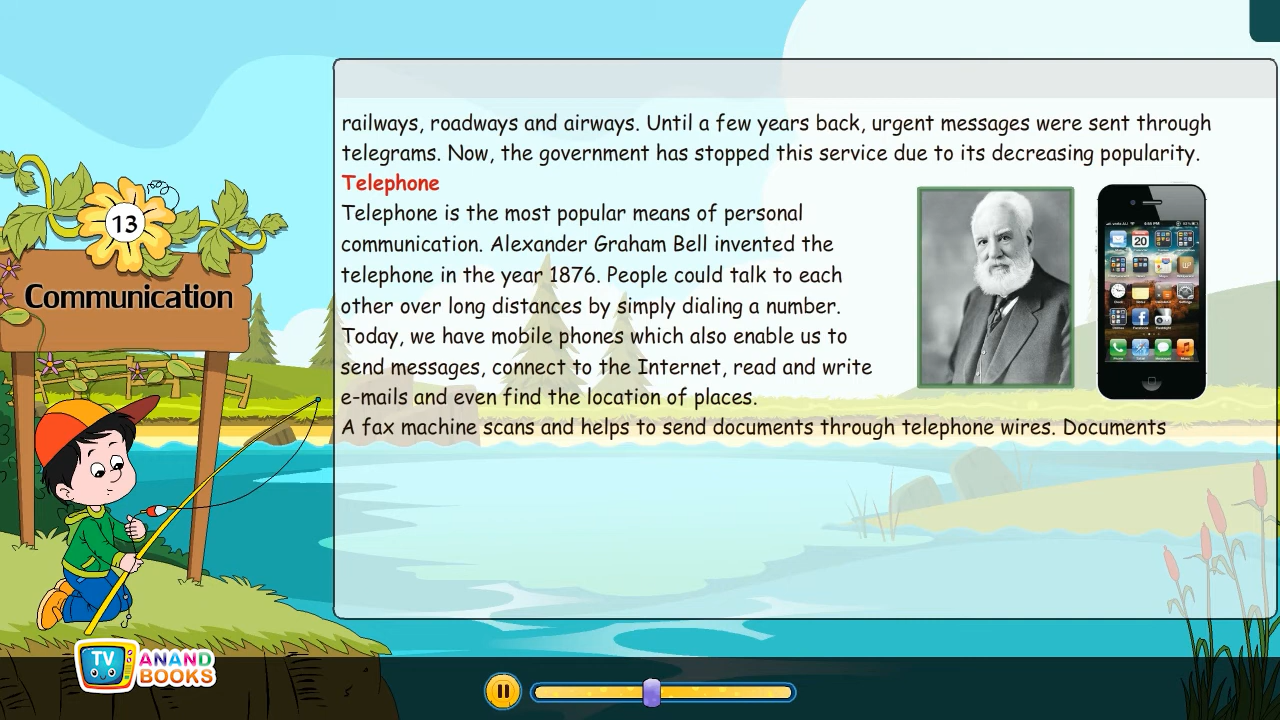 railways, roadways and airways. Until a few years back, urgent messages were sent through
telegrams. Now, the government has stopped this service due to its decreasing popularity.
Telephone
Telephone is the most popular means of personal
communication. Alexander Graham Bell invented the
telephone in the year 1876. People could talk to each
other over long distances by simply dialing a number.
Today, we have mobile phones which also enable us to
send messages, connect to the Internet, read and write
e-mails and even find the location of places.
A fax machine scans and helps to send documents through telephone wires. Documents
13
Communication
20
TV
ANAND
BOOKS